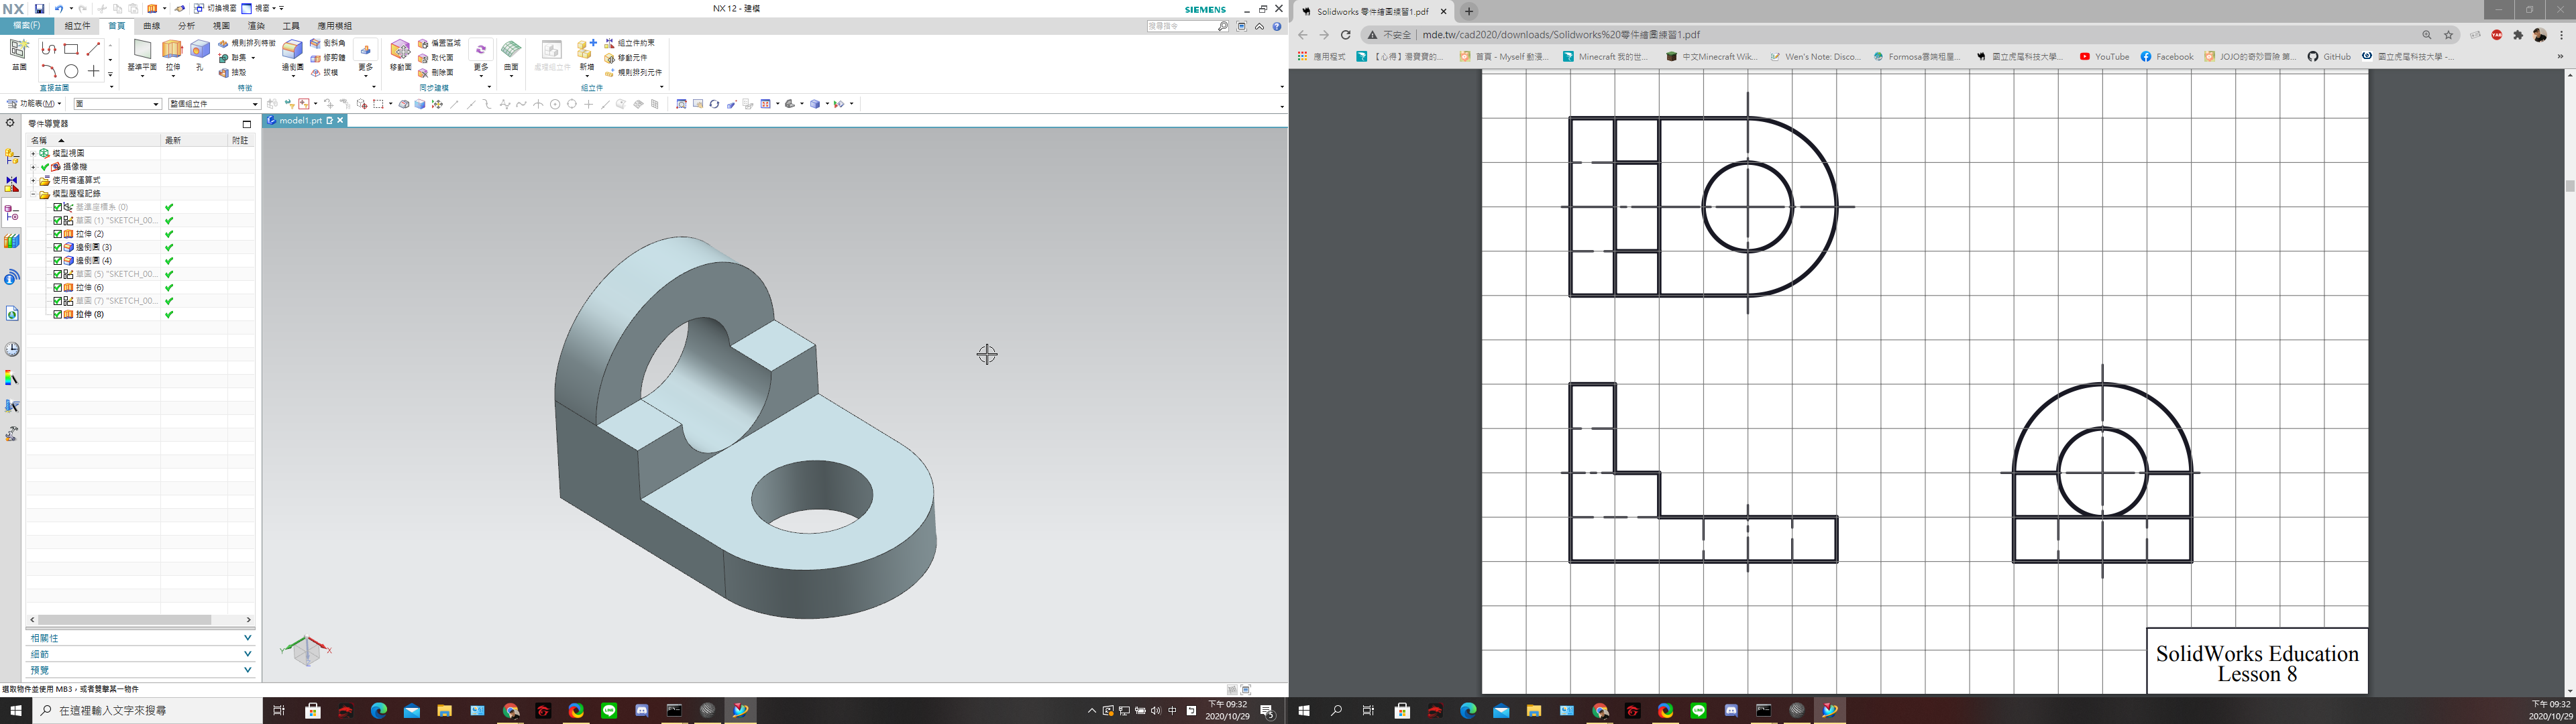 NX
切換視窗
視窗
NX 12 - 建模
SIEMENS
檔案(F)
組立件
首頁
曲線
分析
視圖
渲染
工具
應用模組
搜尋指令
草圖
基準平面
拉伸
孔
規則排列特徵
聯集
抽殼
邊倒圓
倒斜角
修剪體
拔模
更多
移動面
偏置區域
取代面
刪除面
更多
曲面
新增
組立件約束
移動元件
規則排列元件
直接草圖
特徵
同步建模
組立件
功能表(M)
面
整個組立件
零件導覽器
model1.prt
名稱
最新
附註
模型視圖
攝像機
使用者運算式
模型歷程記錄
基準座標系 (0)
草圖 (1) "SKETCH_00...
拉伸 (2)
邊倒圓 (3)
邊倒圓 (4)
草圖 (5) "SKETCH_00...
拉伸 (6)
草圖 (7) "SKETCH_00...
拉伸 (8)
相關性
細節
預覽
Y
X
選取物件並使用 MB3，或者雙擊某一物件
在這裡輸入文字來搜尋
中
下午 09:32
2020/10/29
Solidworks 零件繪圖練習1.pdf
不安全
mde.tw/cad2020/downloads/Solidworks%20零件繪圖練習1.pdf
應用程式
首頁 - Myself 動漫...
Minecraft 我的世...
中文Minecraft Wik...
Wen's Note: Disco...
Formosa雲端租屋...
國立虎尾科技大學...
YouTube
Facebook
JOJO的奇妙冒險 第...
GitHub
國立虎尾科技大學 -...
SolidWorks Education
Lesson 8
下午 09:32
2020/10/29